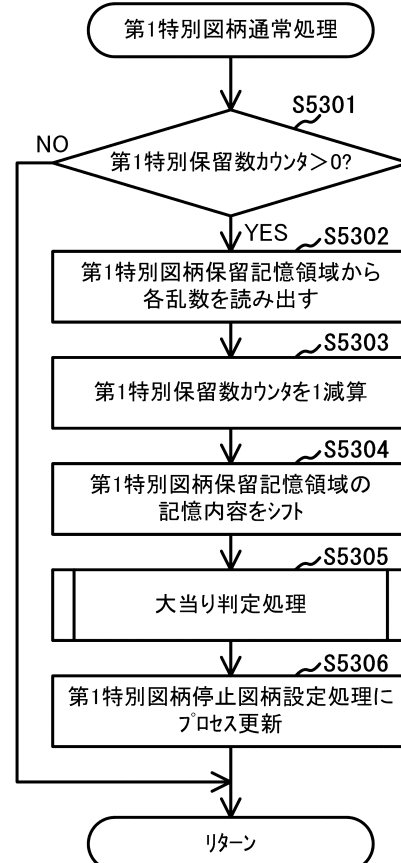 第1特別図柄通常処理
S5301
NO
第1特別保留数カウンタ>0?
YES
S5302
第1特別図柄保留記憶領域から
各乱数を読み出す
S5303
第1特別保留数カウンタを1減算
S5304
第1特別図柄保留記憶領域の
記憶内容をシフト
S5305
大当り判定処理
S5306
第1特別図柄停止図柄設定処理に
プロセス更新
リターン